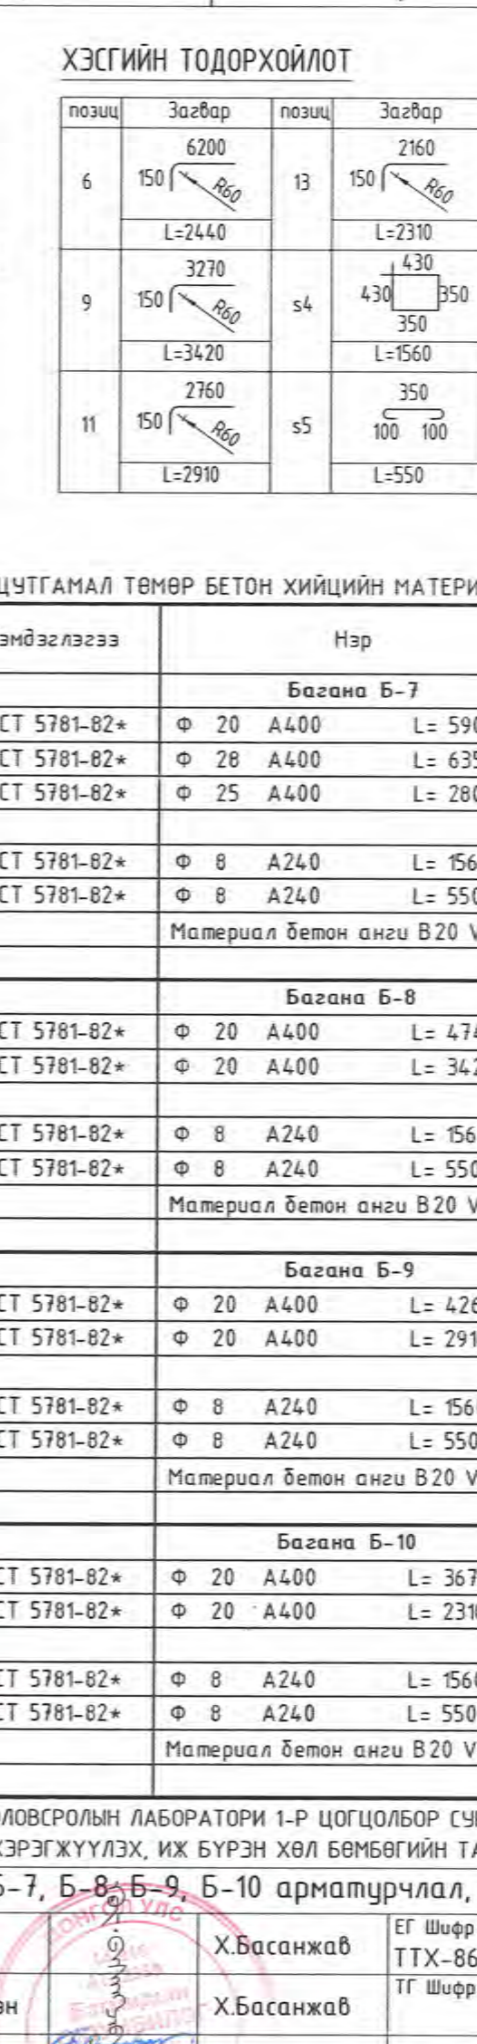 ХЭСГИЙН ТОДОРХОЙЛОТ
позиц Загвар позиц Загвар
6 6200 150 R60 L=2440 13 2160 150 R60 L=2310
9 3270 150 R60 L=3420 s4 430 430 350 350 L=1560
11 2760 150 R60 L=2910 s5 350 100 100 L=550
ЦУТГАМАЛ ТӨМӨР БЕТОН ХИЙЦИЙН МАТЕРИ
эмдэглэгээ Нэр
Багана Б-7
СТ 5781-82* Ф 20 А400 L= 590
СТ 5781-82* Ф 28 А400 L= 635
СТ 5781-82* Ф 25 А400 L= 280
СТ 5781-82* Ф 8 А240 L= 156
СТ 5781-82* Ф 8 А240 L= 550
Материал бетон анги В20 V
Багана Б-8
СТ 5781-82* Ф 20 А400 L= 474
СТ 5781-82* Ф 20 А400 L= 342
СТ 5781-82* Ф 8 А240 L= 156
СТ 5781-82* Ф 8 А240 L= 550
Материал бетон анги В20 V
Багана Б-9
СТ 5781-82* Ф 20 А400 L= 426
СТ 5781-82* Ф 20 А400 L= 291
СТ 5781-82* Ф 8 А240 L= 156
СТ 5781-82* Ф 8 А240 L= 550
Материал бетон анги В20 V
Багана Б-10
СТ 5781-82* Ф 20 А400 L= 367
СТ 5781-82* Ф 20 А400 L= 2310
СТ 5781-82* Ф 8 А240 L= 1560
СТ 5781-82* Ф 8 А240 L= 550
Материал бетон анги В20 V
ОЛОВСРОЛЫН ЛАБОРАТОРИ 1-Р ЦОГЦОЛБОР СУР
ХЭРЭГЖҮҮЛЭХ, ИЖ БҮРЭН ХӨЛ БӨМБӨГИЙН ТА
Б-7, Б-8, Б-9, Б-10 арматурчлал,
МОНГОЛ УЛС
Х.Басанжав ЕГ Шифр
ТТХ-86
эн Х.Басанжав ТГ Шифр